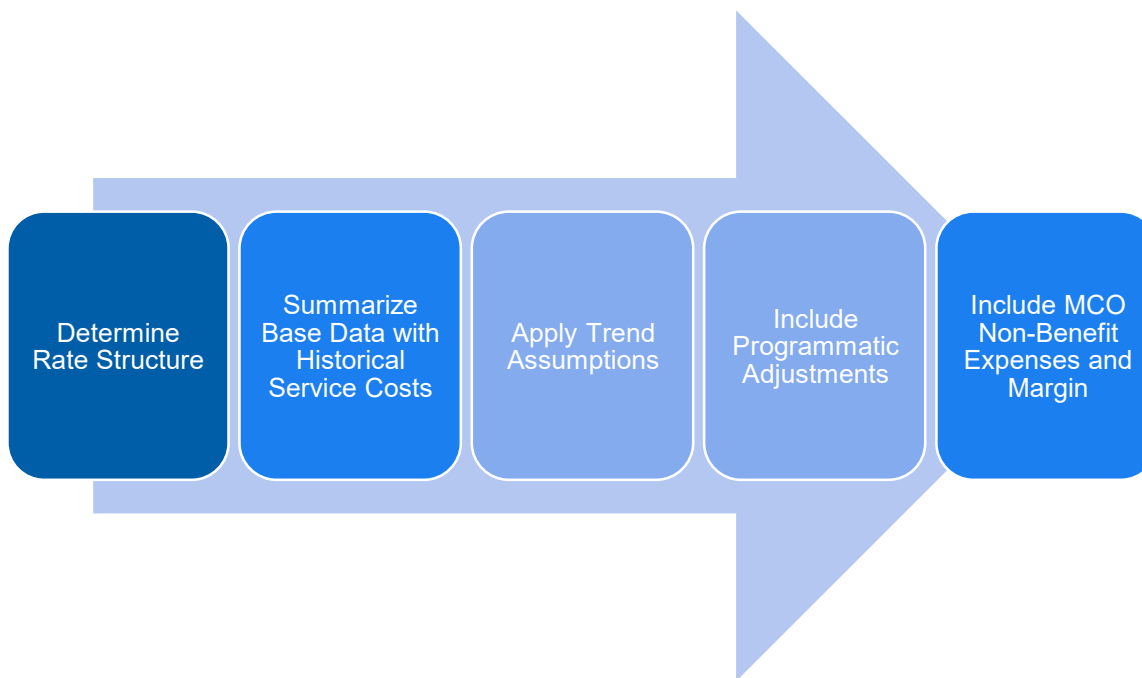 Determine
Rate Structure
Summarize
Base Data with
Historical
Service Costs
Apply Trend
Assumptions
Include
Programmatic
Adjustments
Include MCO
Non-Benefit
Expenses and
Margin